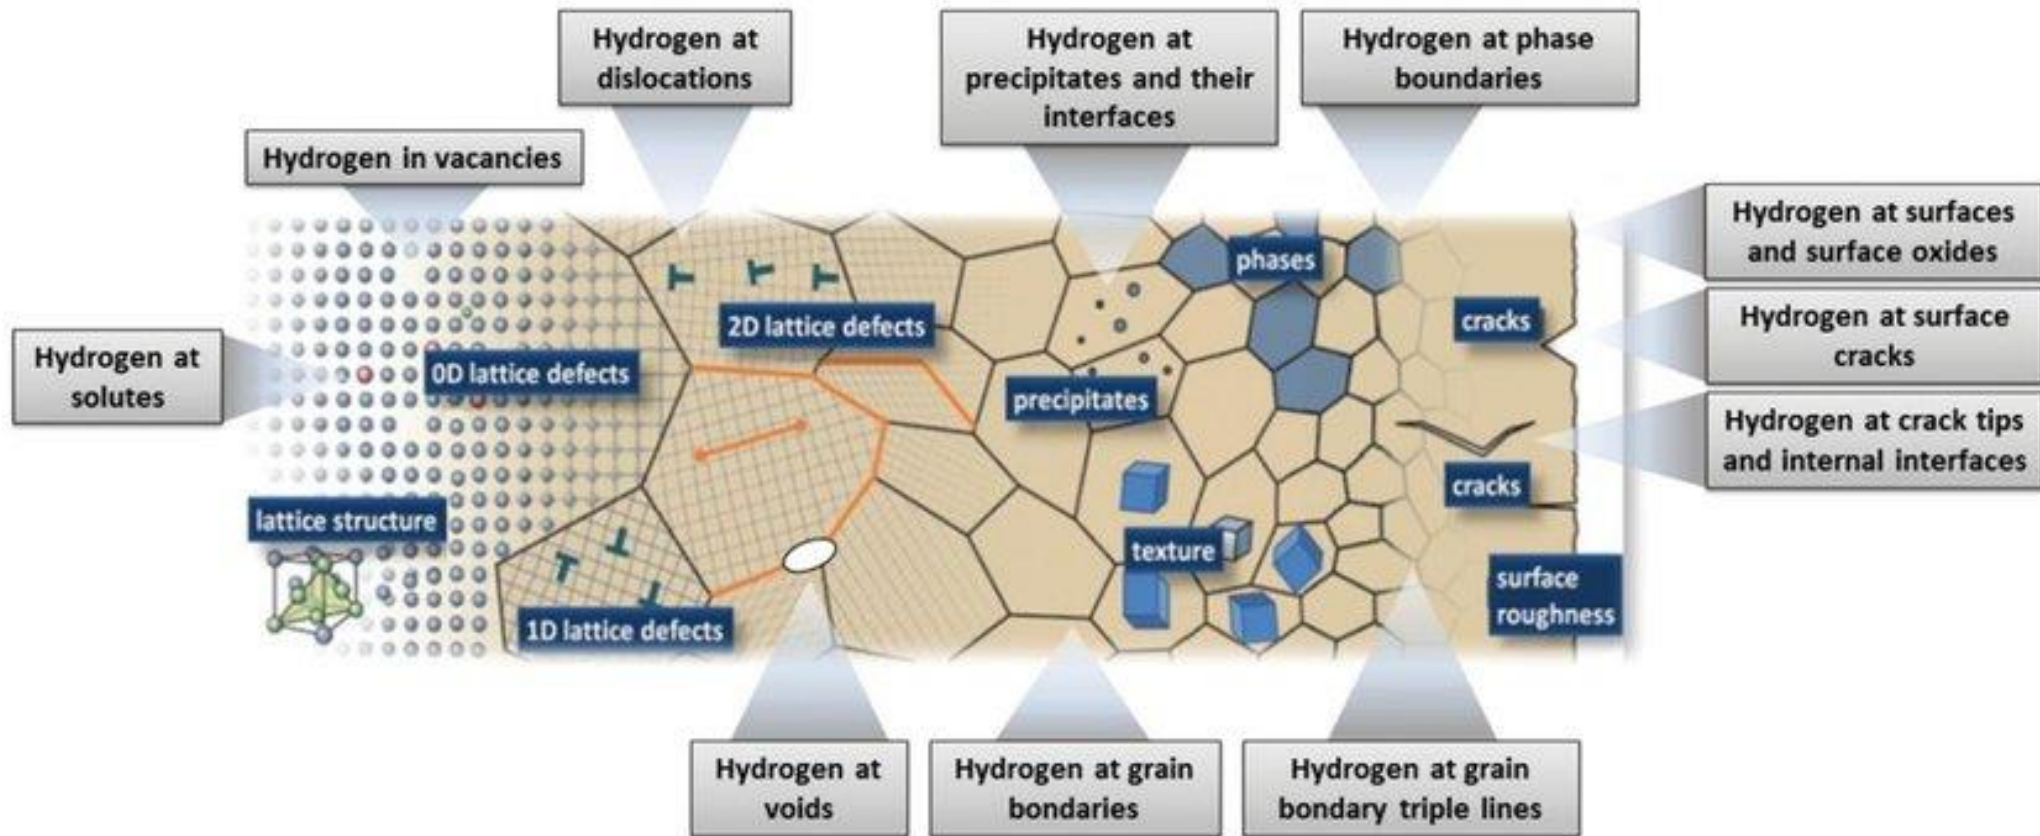 Hydrogen at
dislocations
Hydrogen at
precipitates and their
interfaces
Hydrogen at phase
boundaries
Hydrogen in vacancies
Hydrogen at surfaces
and surface oxides
phases
cracks
2D lattice defects
Hydrogen at surface
cracks
Hydrogen at
solutes
0D lattice defects
precipitates
Hydrogen at crack tips
and internal interfaces
cracks
lattice structure
texture
surface
roughness
1D lattice defects
Hydrogen at
voids
Hydrogen at grain
bondaries
Hydrogen at grain
bondary triple lines